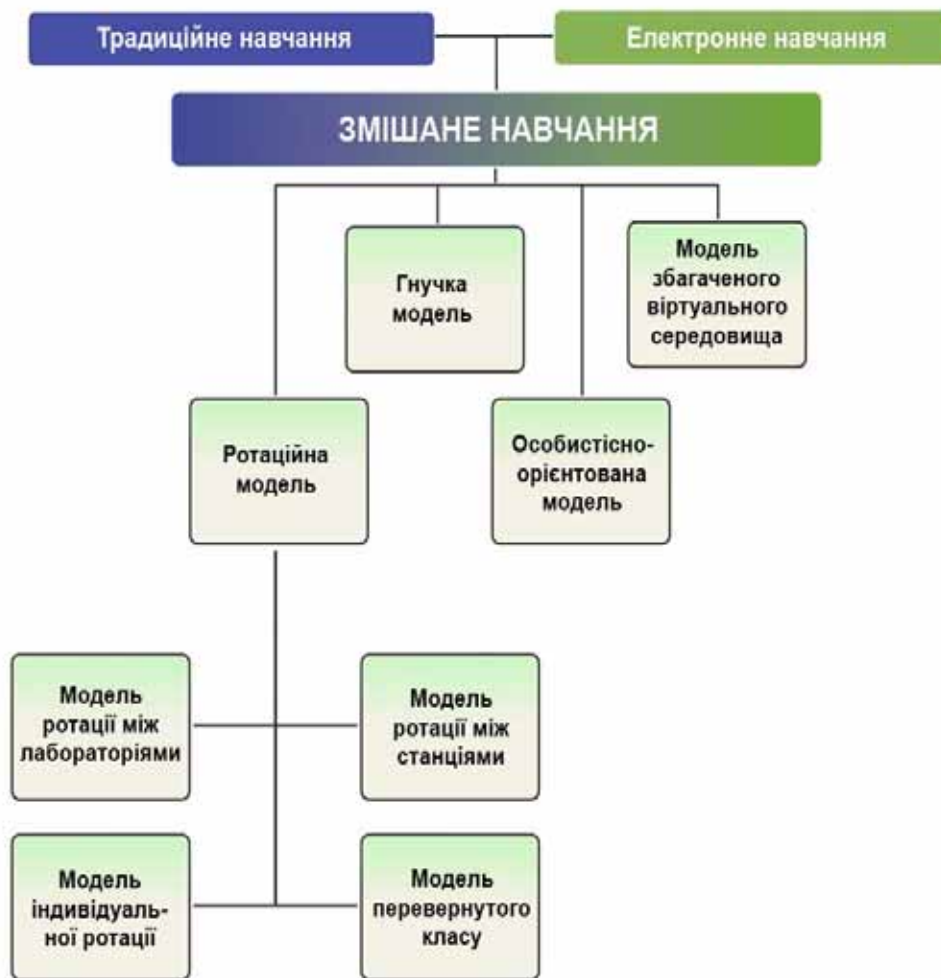 Традиційне навчання
Електронне навчання
ЗМІШАНЕ НАВЧАННЯ
Гнучка
модель
Модель
збагаченого
віртуального
середовища
Ротаційна
модель
Особистісно-
орієнтована
модель
Модель
ротації між
лабораторіями
Модель
ротації між
станціями
Модель
індивідуаль-
ної ротації
Модель
перевернутого
класу